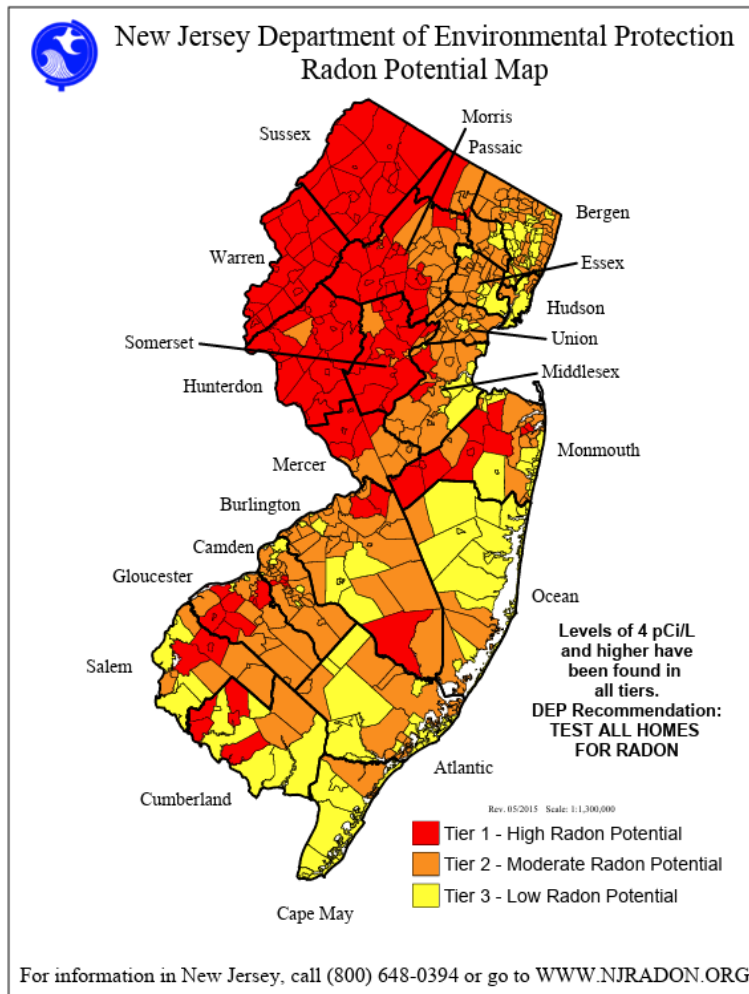 New Jersey Department of Environmental Protection
Radon Potential Map
Morris
Sussex
Passaic
Bergen
Warren
Essex
Hudson
Somerset
Union
Hunterdon
Middlesex
Mercer
Monmouth
Burlington
Camden
Gloucester
Ocean
Salem
Levels of 4 pCi/L
and higher have
been found in
all tiers.
DEP Recommendation:
TEST ALL HOMES
FOR RADON
Atlantic
Cumberland
Rev. 05/2015 Scale: 1:1,300,000
Tier 1 - High Radon Potential
Tier 2 - Moderate Radon Potential
Tier 3 - Low Radon Potential
Cape May
For information in New Jersey, call (800) 648-0394 or go to WWW.NJRADON.ORG